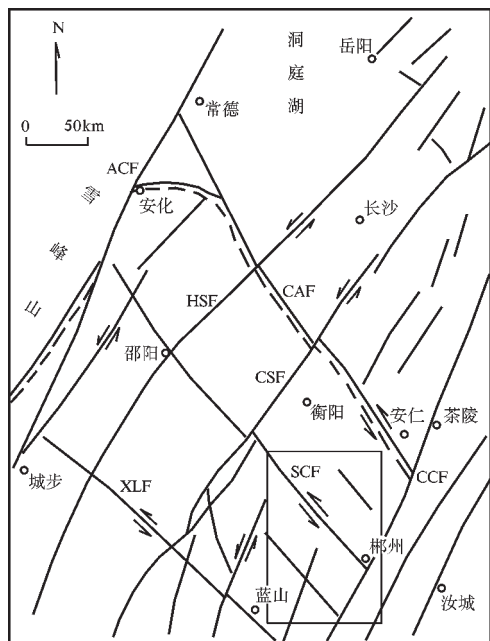 N
0 50km
洞庭湖
岳阳
常德
ACF
安化
雪峰山
长沙
HSF
CAF
邵阳
CSF
衡阳
安仁
茶陵
城步
XLF
SCF
CCF
郴州
蓝山
汝城